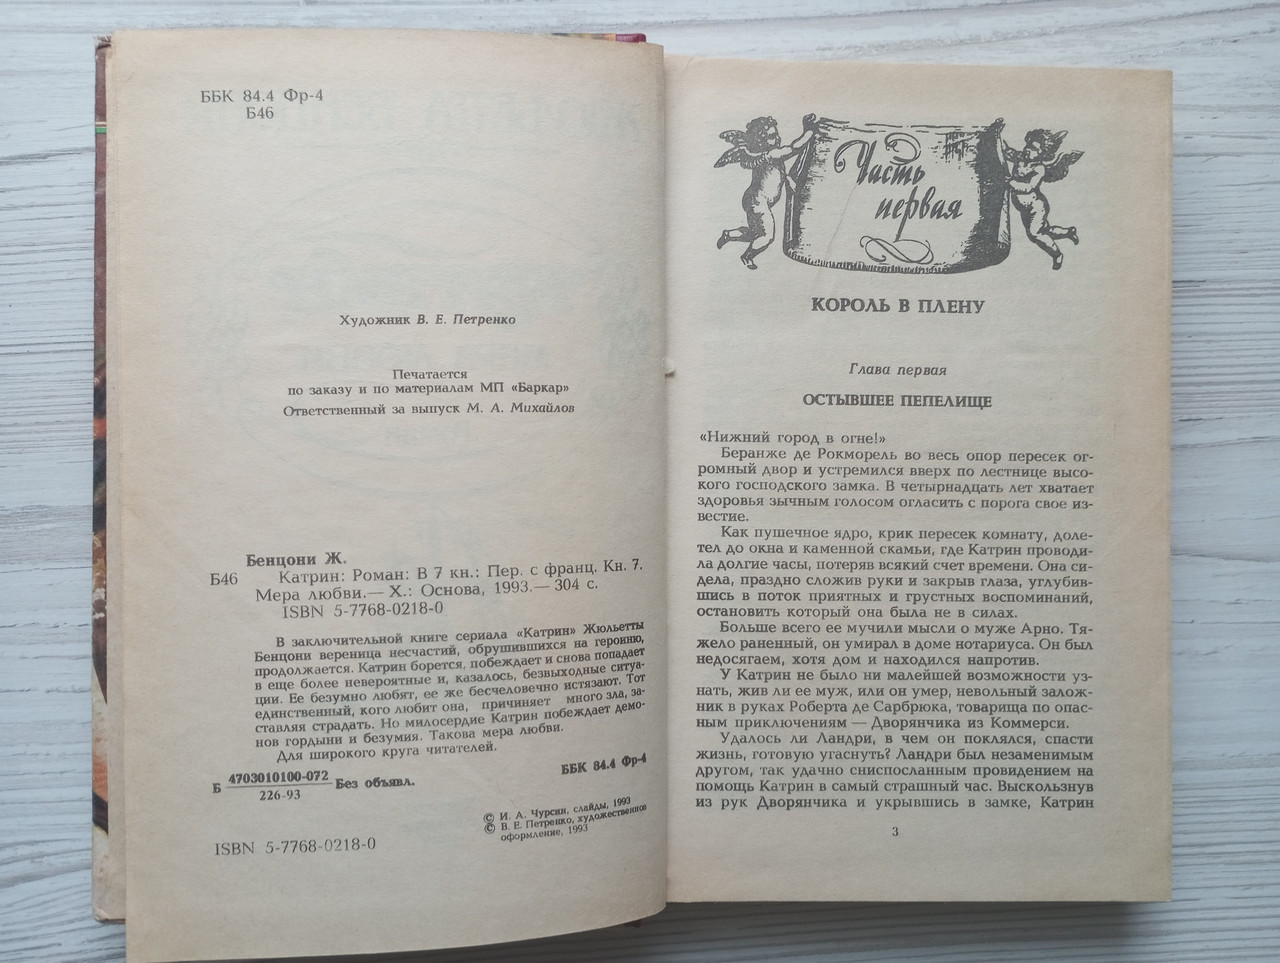 ББК 84.4 Фр-4
Б46
Художник В. Е. Петренко
Печатается
по заказу и по материалам МП «Баркар»
Ответственный за выпуск М. А. Михайлов
Бенцони Ж.
Б46 Катрин: Роман: В 7 кн.: Пер. с франц. Кн. 7.
Мера любви.— Х.: Основа, 1993.— 304 с.
ISBN 5-7768-0218-0
В заключительной книге сериала «Катрин» Жюльетты
Бенцони вереница несчастий, обрушившихся на героиню,
продолжается. Катрин борется, побеждает и снова попадает
в еще более невероятные и, казалось, безвыходные ситуа-
ции. Ее безумно любят, ее же бесчеловечно истязают. Тот
единственный, кого любит она, причиняет много зла, за-
ставляя страдать. Но милосердие Катрин побеждает демо-
нов гордыни и безумия. Такова мера любви.
Для широкого круга читателей.
Б 4703010100-072 Без объявл.
226-93
ББК 84.4 Фр-4
© И. А. Чурсин, слайды, 1993
© В. Е. Петренко, художественное
оформление, 1993
ISBN 5-7768-0218-0
Часть
первая
КОРОЛЬ В ПЛЕНУ
Глава первая
ОСТЫВШЕЕ ПЕПЕЛИЩЕ
«Нижний город в огне!»
Беранже де Рокморель во весь опор пересек ог-
ромный двор и устремился вверх по лестнице высо-
кого господского замка. В четырнадцать лет хватает
здоровья зычным голосом огласить с порога свое из-
вестие.
Как пушечное ядро, крик пересек комнату, доле-
тел до окна и каменной скамьи, где Катрин проводи-
ла долгие часы, потеряв всякий счет времени. Она си-
дела, праздно сложив руки и закрыв глаза, углубив-
шись в поток приятных и грустных воспоминаний,
остановить который она была не в силах.
Больше всего ее мучили мысли о муже Арно. Тя-
жело раненный, он умирал в доме нотариуса. Он был
недосягаем, хотя дом и находился напротив.
У Катрин не было ни малейшей возможности уз-
нать, жив ли ее муж, или он умер, невольный залож-
ник в руках Роберта де Сарбрюка, товарища по опас-
ным приключениям — Дворянчика из Коммерси.
Удалось ли Ландри, в чем он поклялся, спасти
жизнь, готовую угаснуть? Ландри был незаменимым
другом, так удачно сниспосланным провидением на
помощь Катрин в самый страшный час. Выскользнув
из рук Дворянчика и укрывшись в замке, Катрин
3